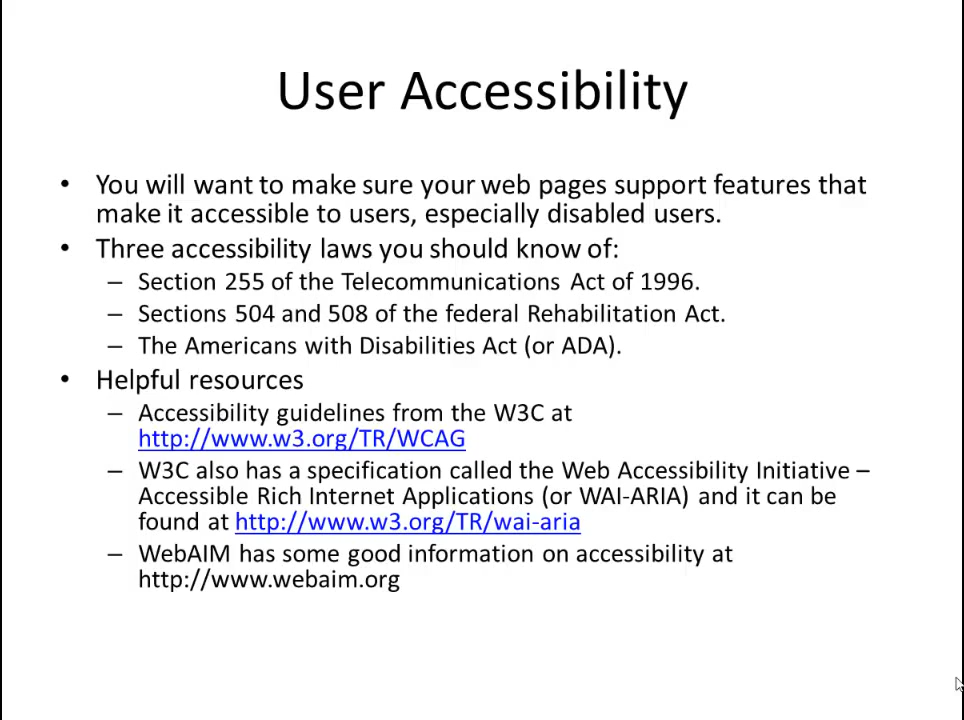 User Accessibility
• You will want to make sure your web pages support features that
make it accessible to users, especially disabled users.
• Three accessibility laws you should know of:
– Section 255 of the Telecommunications Act of 1996.
– Sections 504 and 508 of the federal Rehabilitation Act.
– The Americans with Disabilities Act (or ADA).
• Helpful resources
– Accessibility guidelines from the W3C at
http://www.w3.org/TR/WCAG
– W3C also has a specification called the Web Accessibility Initiative –
Accessible Rich Internet Applications (or WAI-ARIA) and it can be
found at http://www.w3.org/TR/wai-aria
– WebAIM has some good information on accessibility at
http://www.webaim.org